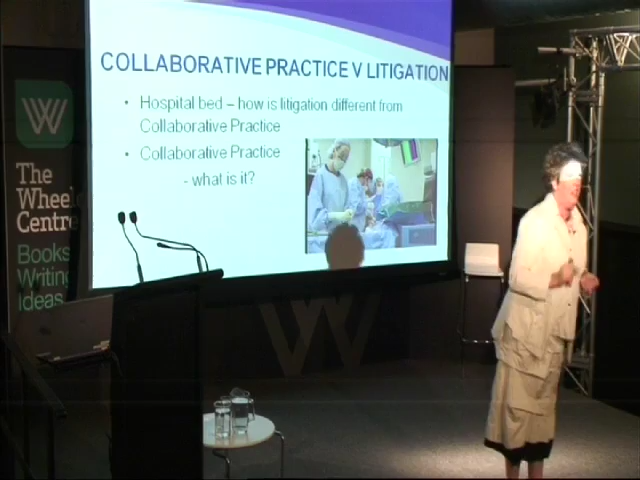 COLLABORATIVE PRACTICE V LITIGATION
• Hospital bed – how is litigation different from
Collaborative Practice
• Collaborative Practice
- what is it?
W
The
Wheele
Centre
Books
Writing
Ideas
W